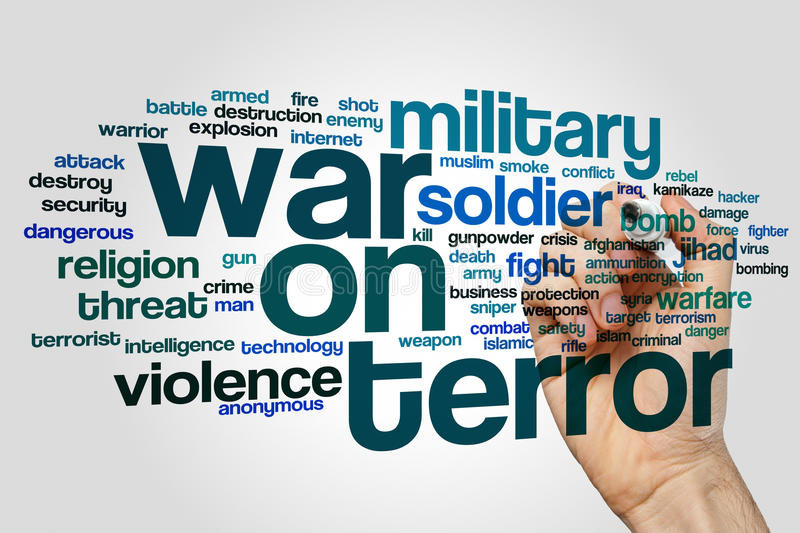 armed fire shot
battle destruction enemy
warrior explosion internet
military
war
muslim smoke conflict rebel
attack
destroy
security
dangerous
soldier
iraq kamikaze hacker
bomb damage
kill gunpowder crisis afghanistan jihad force fighter
virus
religion gun
death fight ammunition encryption bombing
army action
on
threat crime
man
business protection syria warfare
sniper weapons target terrorism
terrorist intelligence technology weapon
combat safety islam danger
islamic rifle criminal
violence
anonymous
terror
dreamstime